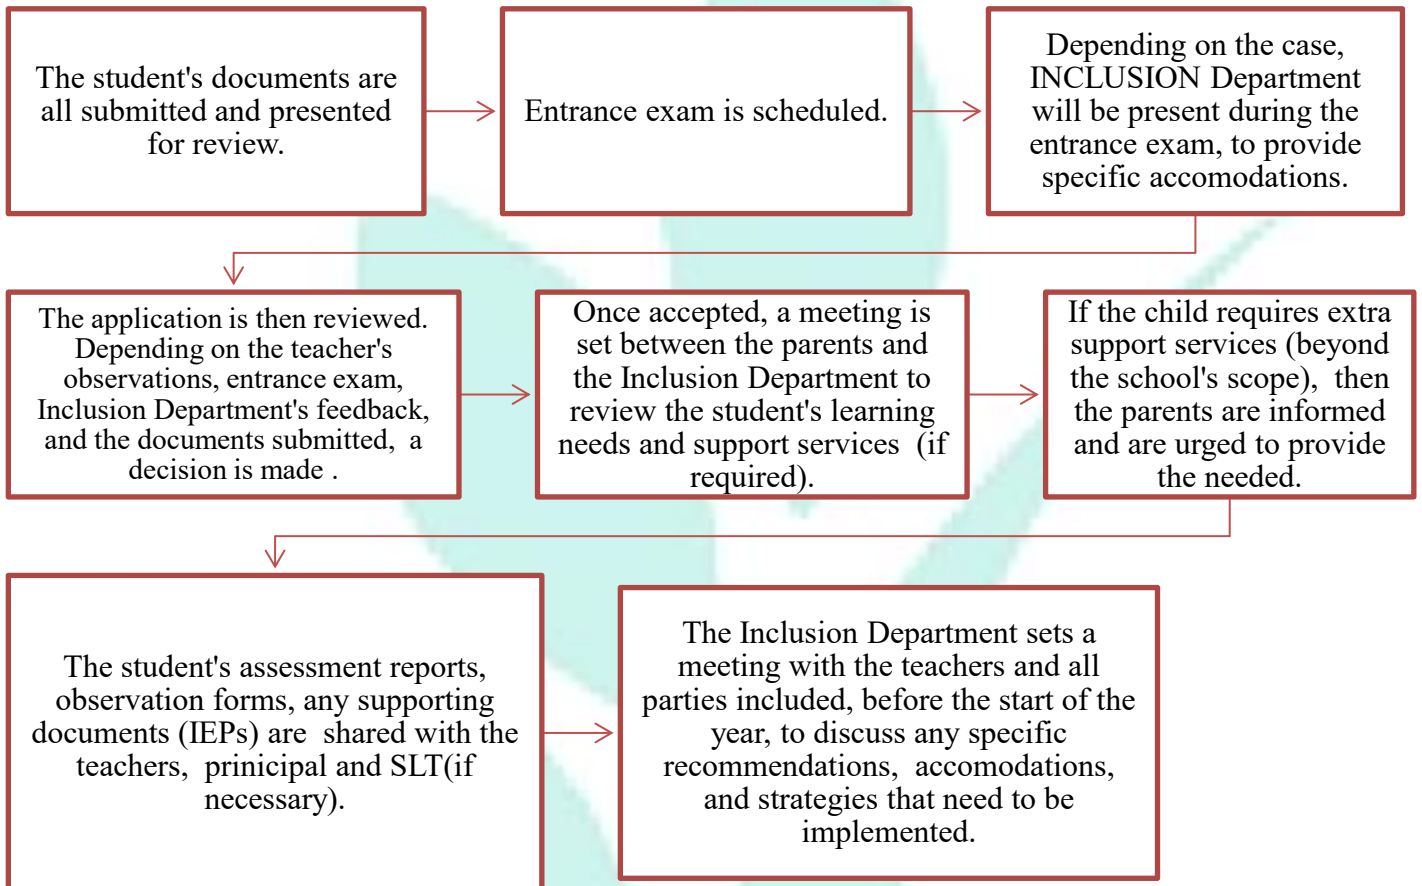 The student's documents are
all submitted and presented
for review.
Entrance exam is scheduled.
Depending on the case,
INCLUSION Department
will be present during the
entrance exam, to provide
specific accomodations.
The application is then reviewed.
Depending on the teacher's
observations, entrance exam,
Inclusion Department's feedback,
and the documents submitted,  a
decision is made .
Once accepted, a meeting is
set between the parents and
the Inclusion Department to
review the student's learning
needs and support services  (if
required).
If the child requires extra
support services (beyond
the school's scope),  then
the parents are informed
and are urged to provide
the needed.
The student's assessment reports,
observation forms, any supporting
documents (IEPs) are  shared with the
teachers,  prinicipal and SLT(if
necessary).
The Inclusion Department sets a
meeting with the teachers and all
parties included, before the start of the
year, to discuss any specific
recommendations,  accomodations,
and strategies that need to be
implemented.